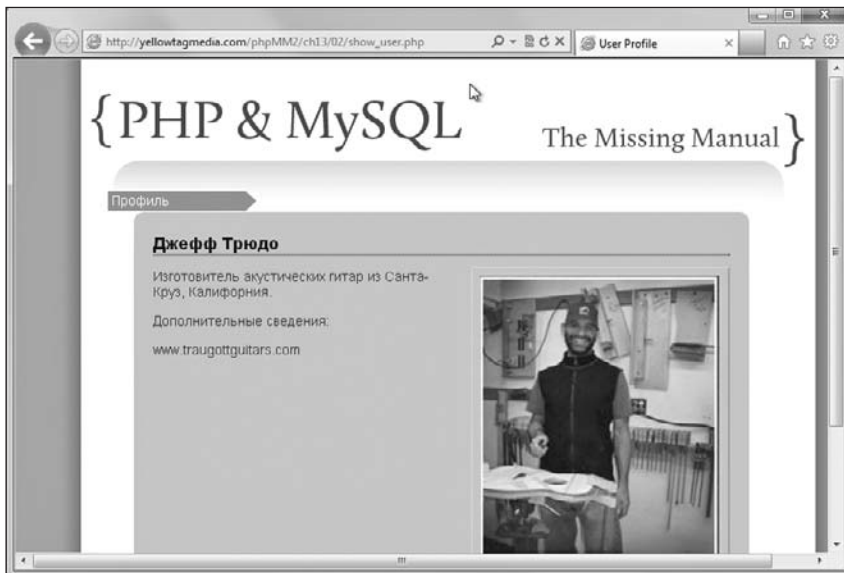 http://yellowtagmedia.com/phpMM2/ch13/02/show_user.php
User Profile
{PHP & MySQL
The Missing Manual}
Профиль
Джефф Трюдо
Изготовитель акустических гитар из Санта-
Круз, Калифорния.
Дополнительные сведения:
www.traugottguitars.com